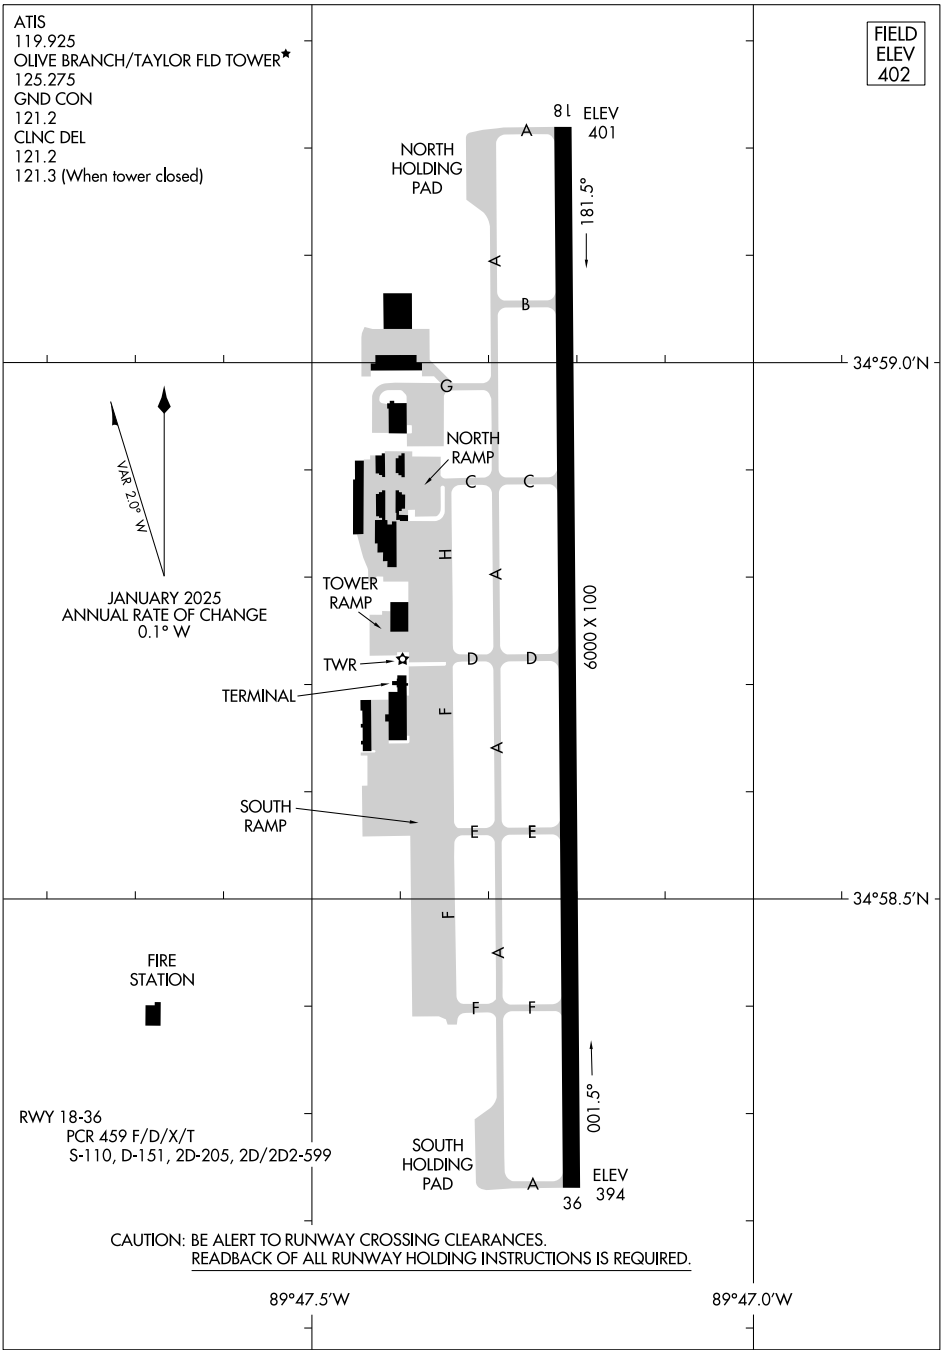 ATIS
119.925
OLIVE BRANCH/TAYLOR FLD TOWER★
125.275
GND CON
121.2
CLNC DEL
121.2
121.3 (When tower closed)
FIELD
ELEV
402
18
ELEV
401
A
NORTH
HOLDING
PAD
181.5°
A
B
34°59.0'N
G
NORTH
RAMP
C
C
VAR 2.0° W
H
A
JANUARY 2025
ANNUAL RATE OF CHANGE
0.1° W
TOWER
RAMP
6000 X 100
TWR
D
D
TERMINAL
F
A
SOUTH
RAMP
E
E
34°58.5'N
F
A
FIRE
STATION
F
F
001.5°
RWY 18-36
PCR 459 F/D/X/T
S-110, D-151, 2D-205, 2D/2D2-599
SOUTH
HOLDING
PAD
A
36
ELEV
394
CAUTION: BE ALERT TO RUNWAY CROSSING CLEARANCES.
READBACK OF ALL RUNWAY HOLDING INSTRUCTIONS IS REQUIRED.
89°47.5'W
89°47.0'W